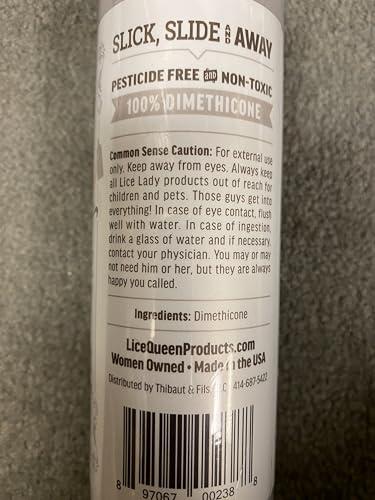 SLICK, SLIDE AND AWAY
PESTICIDE FREE and NON-TOXIC
100% DIMETHICONE
Common Sense Caution: For external use
only. Keep away from eyes. Always keep
all Lice Lady products out of reach for
children and pets. Those guys get into
everything! In case of eye contact, flush
well with water. In case of ingestion,
drink a glass of water and if necessary,
contact your physician. You may or may
not need him or her, but they are always
happy you called.
Ingredients: Dimethicone
LiceQueenProducts.com
Women Owned • Made in the USA
Distributed by Thibaut & Fils, 414-687-5422
8 97067 00238 8